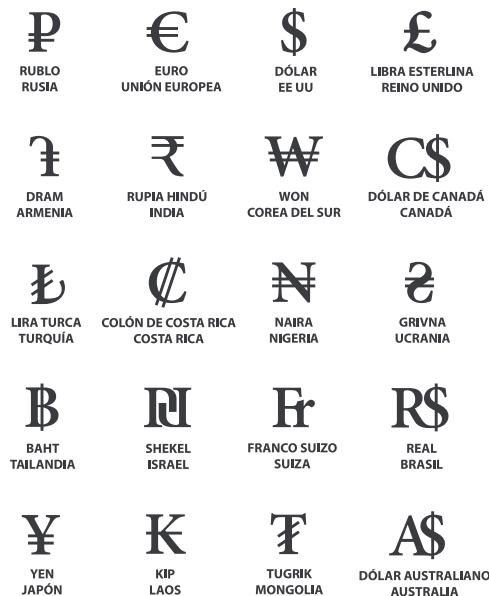 ₽ € $ £
RUBLO EURO DÓLAR LIBRA ESTERLINA
RUSIA UNIÓN EUROPEA EE UU REINO UNIDO
֏ ₹ ₩ C$
DRAM RUPIA HINDÚ WON DÓLAR DE CANADÁ
ARMENIA INDIA COREA DEL SUR CANADÁ
₺ ₡ ₦ ₴
LIRA TURCA COLÓN DE COSTA RICA NAIRA GRIVNA
TURQUÍA COSTA RICA NIGERIA UCRANIA
฿ ₪ Fr R$
BAHT SHEKEL FRANCO SUIZO REAL
TAILANDIA ISRAEL SUIZA BRASIL
¥ ₭ ₮ A$
YEN KIP TUGRIK DÓLAR AUSTRALIANO
JAPÓN LAOS MONGOLIA AUSTRALIA